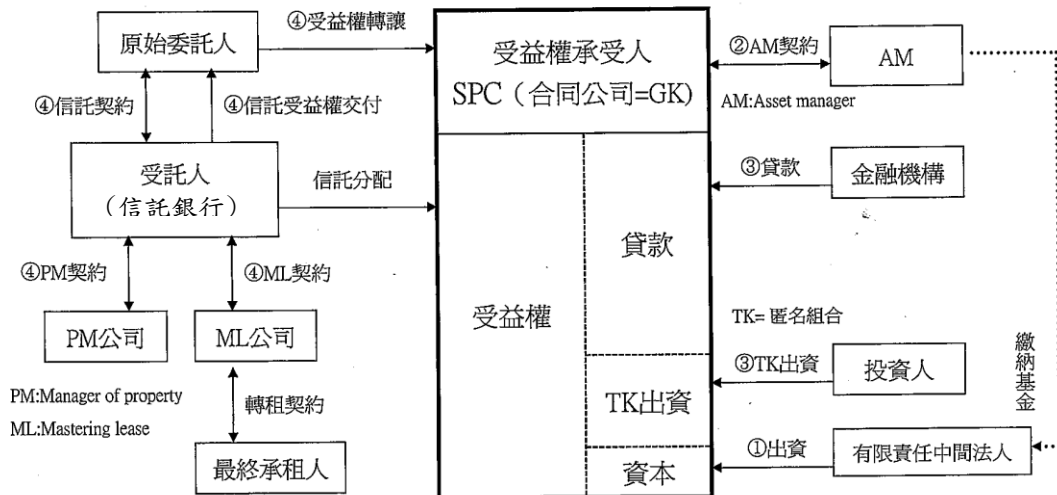 原始委託人
④受益權轉讓
受益權承受人
SPC（合同公司=GK）
②AM契約
AM
AM:Asset manager
④信託契約
④信託受益權交付
受託人
（信託銀行）
信託分配
③貸款
金融機構
④PM契約
④ML契約
PM公司
ML公司
受益權
貸款
TK= 匿名組合
繳納基金
PM:Manager of property
ML:Mastering lease
轉租契約
TK出資
③TK出資
投資人
最終承租人
資本
①出資
有限責任中間法人